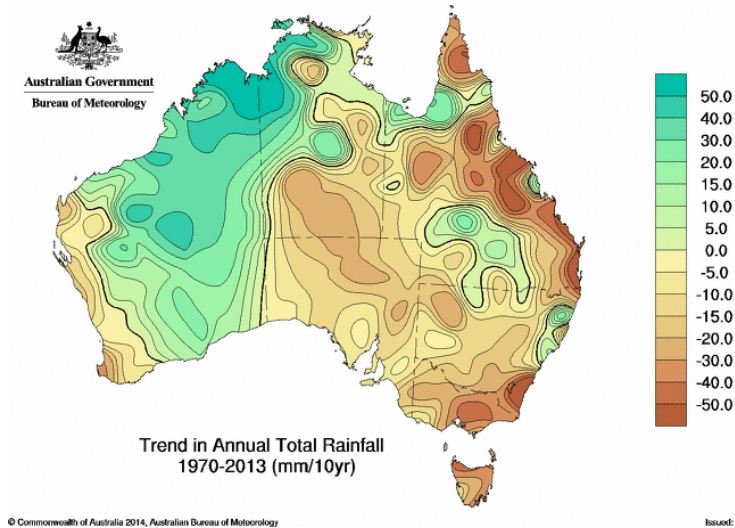 Australian Government
Bureau of Meteorology
50.0
40.0
30.0
20.0
15.0
10.0
5.0
0.0
-5.0
-10.0
-15.0
-20.0
-30.0
-40.0
-50.0
Trend in Annual Total Rainfall
1970-2013 (mm/10yr)
© Commonwealth of Australia 2014, Australian Bureau of Meteorology
Issued: